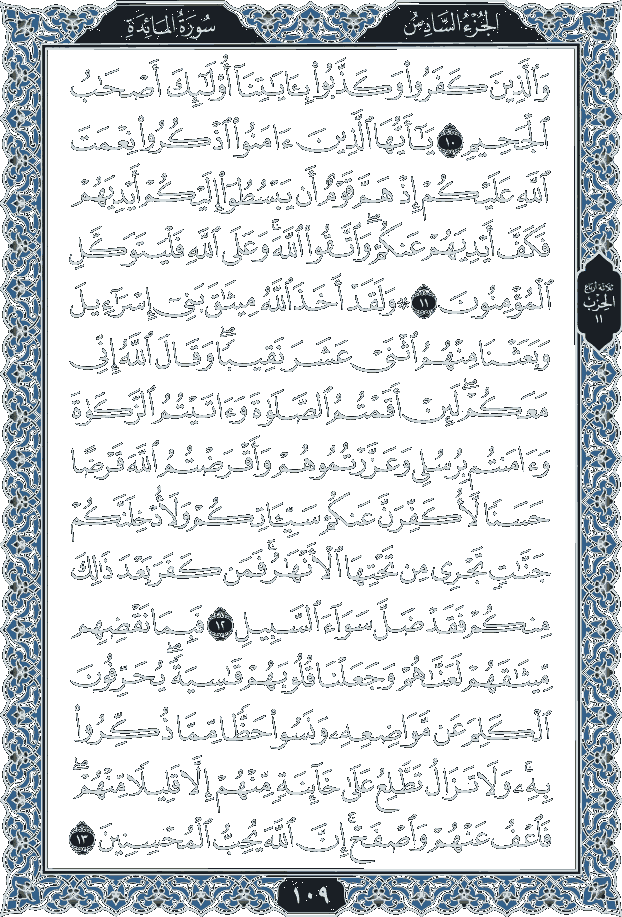 الجزء السادس
سورة المائدة
وَٱلَّذِينَ كَفَرُوا۟ وَكَذَّبُوا۟ بِـَٔايَـٰتِنَآ أُو۟لَـٰٓئِكَ أَصْحَـٰبُ
ٱلْجَحِيمِ ١٠ يَـٰٓأَيُّهَا ٱلَّذِينَ ءَامَنُوا۟ ٱذْكُرُوا۟ نِعْمَتَ
ٱللَّهِ عَلَيْكُمْ إِذْ هَمَّ قَوْمٌ أَن يَبْسُطُوٓا۟ إِلَيْكُمْ أَيْدِيَهُمْ
فَكَفَّ أَيْدِيَهُمْ عَنكُمْ ۖ وَٱتَّقُوا۟ ٱللَّهَ ۚ وَعَلَى ٱللَّهِ فَلْيَتَوَكَّلِ
ٱلْمُؤْمِنُونَ ١١ ۞ وَلَقَدْ أَخَذَ ٱللَّهُ مِيثَـٰقَ بَنِىٓ إِسْرَٰٓءِيلَ
وَبَعَثْنَا مِنْهُمُ ٱثْنَىْ عَشَرَ نَقِيبًا ۖ وَقَالَ ٱللَّهُ إِنِّى
مَعَكُمْ ۖ لَئِنْ أَقَمْتُمُ ٱلصَّلَوٰةَ وَءَاتَيْتُمُ ٱلزَّكَوٰةَ
وَءَامَنتُم بِرُسُلِى وَعَزَّرْتُمُوهُمْ وَأَقْرَضْتُمُ ٱللَّهَ قَرْضًا
حَسَنًا لَّأُكَفِّرَنَّ عَنكُمْ سَيِّـَٔاتِكُمْ وَلَأُدْخِلَنَّكُمْ
جَنَّـٰتٍ تَجْرِى مِن تَحْتِهَا ٱلْأَنْهَـٰرُ ۚ فَمَن كَفَرَ بَعْدَ ذَٰلِكَ
مِنكُمْ فَقَدْ ضَلَّ سَوَآءَ ٱلسَّبِيلِ ١٢ فَبِمَا نَقْضِهِم
مِّيثَـٰقَهُمْ لَعَنَّـٰهُمْ وَجَعَلْنَا قُلُوبَهُمْ قَـٰسِيَةً ۖ يُحَرِّفُونَ
ٱلْكَلِمَ عَن مَّوَاضِعِهِۦ ۙ وَنَسُوا۟ حَظًّا مِّمَّا ذُكِّرُوا۟
بِهِۦ ۚ وَلَا تَزَالُ تَطَّلِعُ عَلَىٰ خَآئِنَةٍ مِّنْهُمْ إِلَّا قَلِيلًا مِّنْهُمْ ۖ
فَٱعْفُ عَنْهُمْ وَٱصْفَحْ ۚ إِنَّ ٱللَّهَ يُحِبُّ ٱلْمُحْسِنِينَ ١٣
ثلاثة أرباع
الحزب
١١
١٠٩